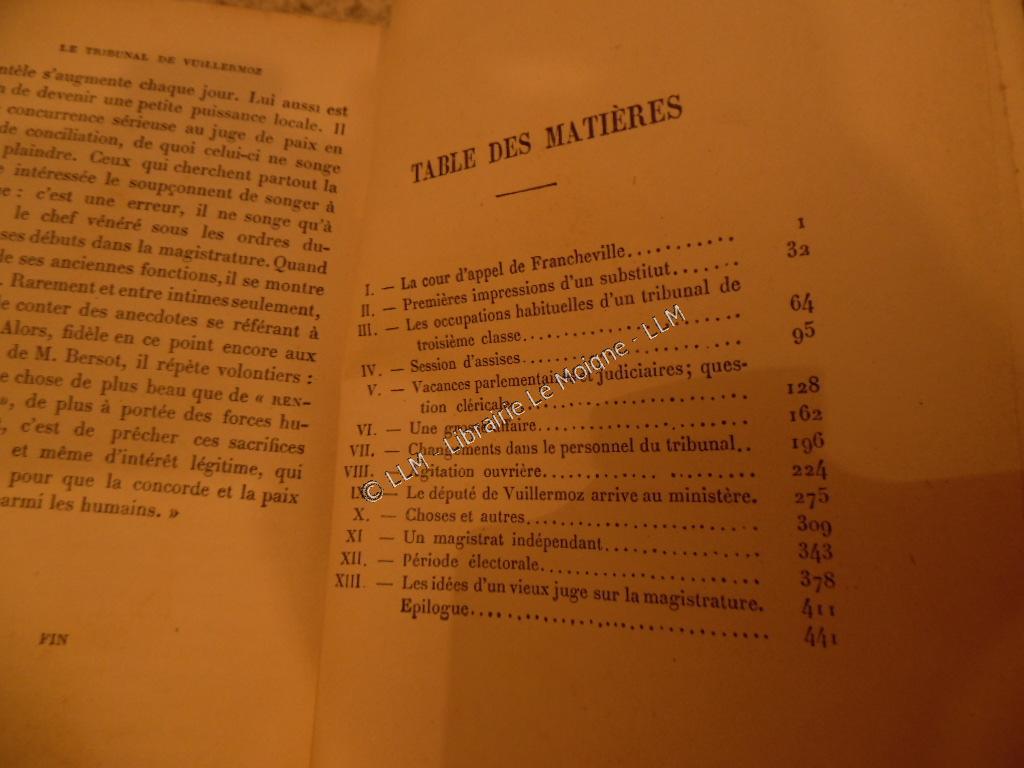 LE TRIBUNAL DE VUILLERMOZ
ntèle s'augmente chaque jour. Lui aussi est
de devenir une petite puissance locale. Il
concurrence sérieuse au juge de paix en
de conciliation, de quoi celui-ci ne songe
plaindre. Ceux qui cherchent partout la
intéressée le soupçonnent de songer à
: c'est une erreur, il ne songe qu'à
le chef vénéré sous les ordres du-
ses débuts dans la magistrature. Quand
de ses anciennes fonctions, il se montre
. Rarement et entre intimes seulement,
de conter des anecdotes se référant à
Alors, fidèle en ce point encore aux
de M. Bersot, il répète volontiers :
e chose de plus beau que de « REN-
», de plus à portée des forces hu-
, c'est de prêcher ces sacrifices
et même d'intérêt légitime, qui
pour que la concorde et la paix
armi les humains. »
FIN
TABLE DES MATIÈRES
I. — La cour d'appel de Francheville........... 1
II. — Premières impressions d'un substitut....... 32
III. — Les occupations habituelles d'un tribunal de
troisième classe.................... 64
IV. — Session d'assises.................... 95
V. — Vacances parlementaires et judiciaires; ques-
tion cléricale.................... 128
VI. — Une grosse affaire.................... 162
VII. — Changements dans le personnel du tribunal.. 196
VIII. — Agitation ouvrière.................... 224
IX. — Le député de Vuillermoz arrive au ministère. 275
X. — Choses et autres.................... 309
XI — Un magistrat indépendant.................. 343
XII. — Période électorale.................... 378
XIII. — Les idées d'un vieux juge sur la magistrature. 411
Epilogue......................... 441
© LLM - Librairie Le Moigne - LLM